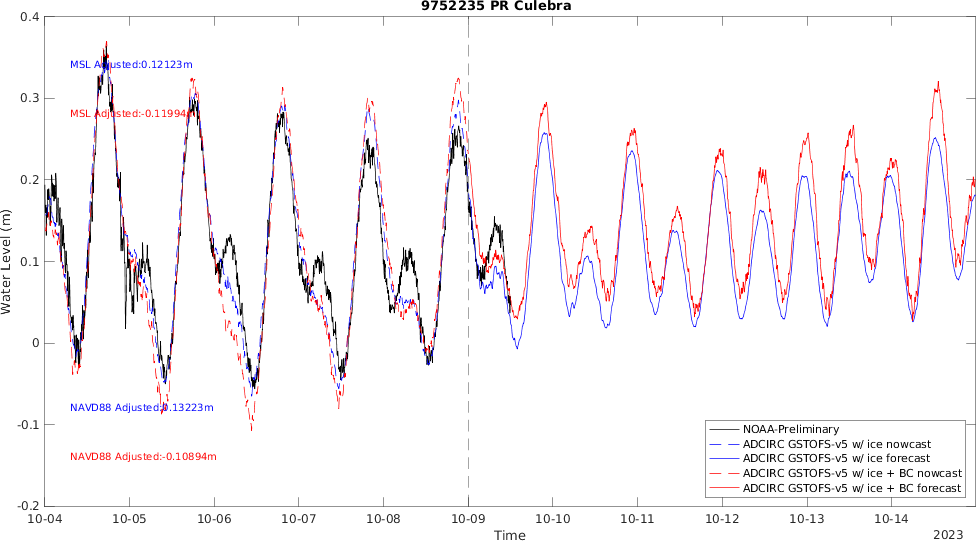 9752235 PR Culebra
0.4
MSL Adjusted:0.12123m
0.3
MSL Adjusted:-0.11994m
0.2
Water Level (m)
0.1
0
NAVD88 Adjusted:0.13223m
-0.1
NAVD88 Adjusted:-0.10894m
-0.2
NOAA-Preliminary
ADCIRC GSTOFS-v5 w/ ice nowcast
ADCIRC GSTOFS-v5 w/ ice forecast
ADCIRC GSTOFS-v5 w/ ice + BC nowcast
ADCIRC GSTOFS-v5 w/ ice + BC forecast
10-04 10-05 10-06 10-07 10-08 10-09 10-10 10-11 10-12 10-13 10-14
Time
2023